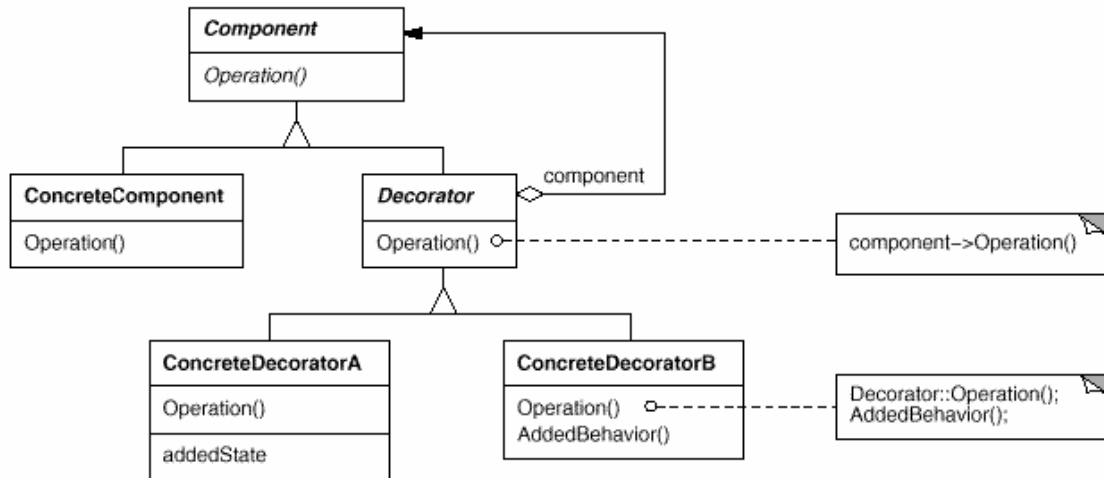 Component
Operation()
component
ConcreteComponent
Operation()
Decorator
Operation()
component->Operation()
ConcreteDecoratorA
Operation()
addedState
ConcreteDecoratorB
Operation()
AddedBehavior()
Decorator::Operation();
AddedBehavior();